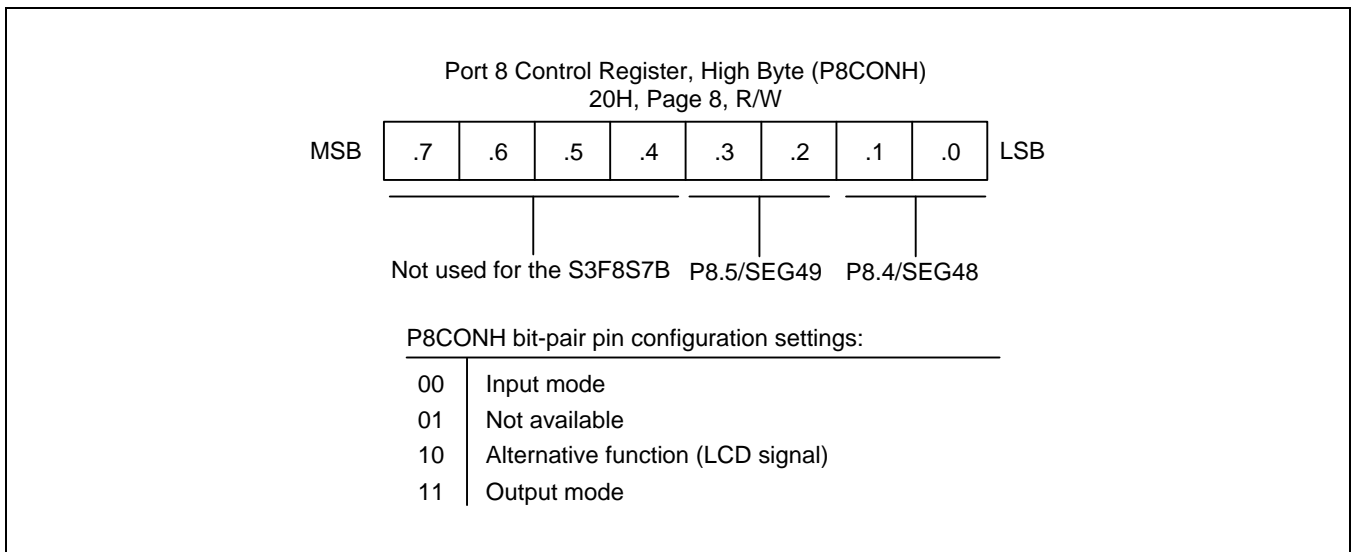 Port 8 Control Register, High Byte (P8CONH)
20H, Page 8, R/W
MSB .7 .6 .5 .4 .3 .2 .1 .0 LSB
Not used for the S3F8S7B P8.5/SEG49 P8.4/SEG48
P8CONH bit-pair pin configuration settings:
00 Input mode
01 Not available
10 Alternative function (LCD signal)
11 Output mode